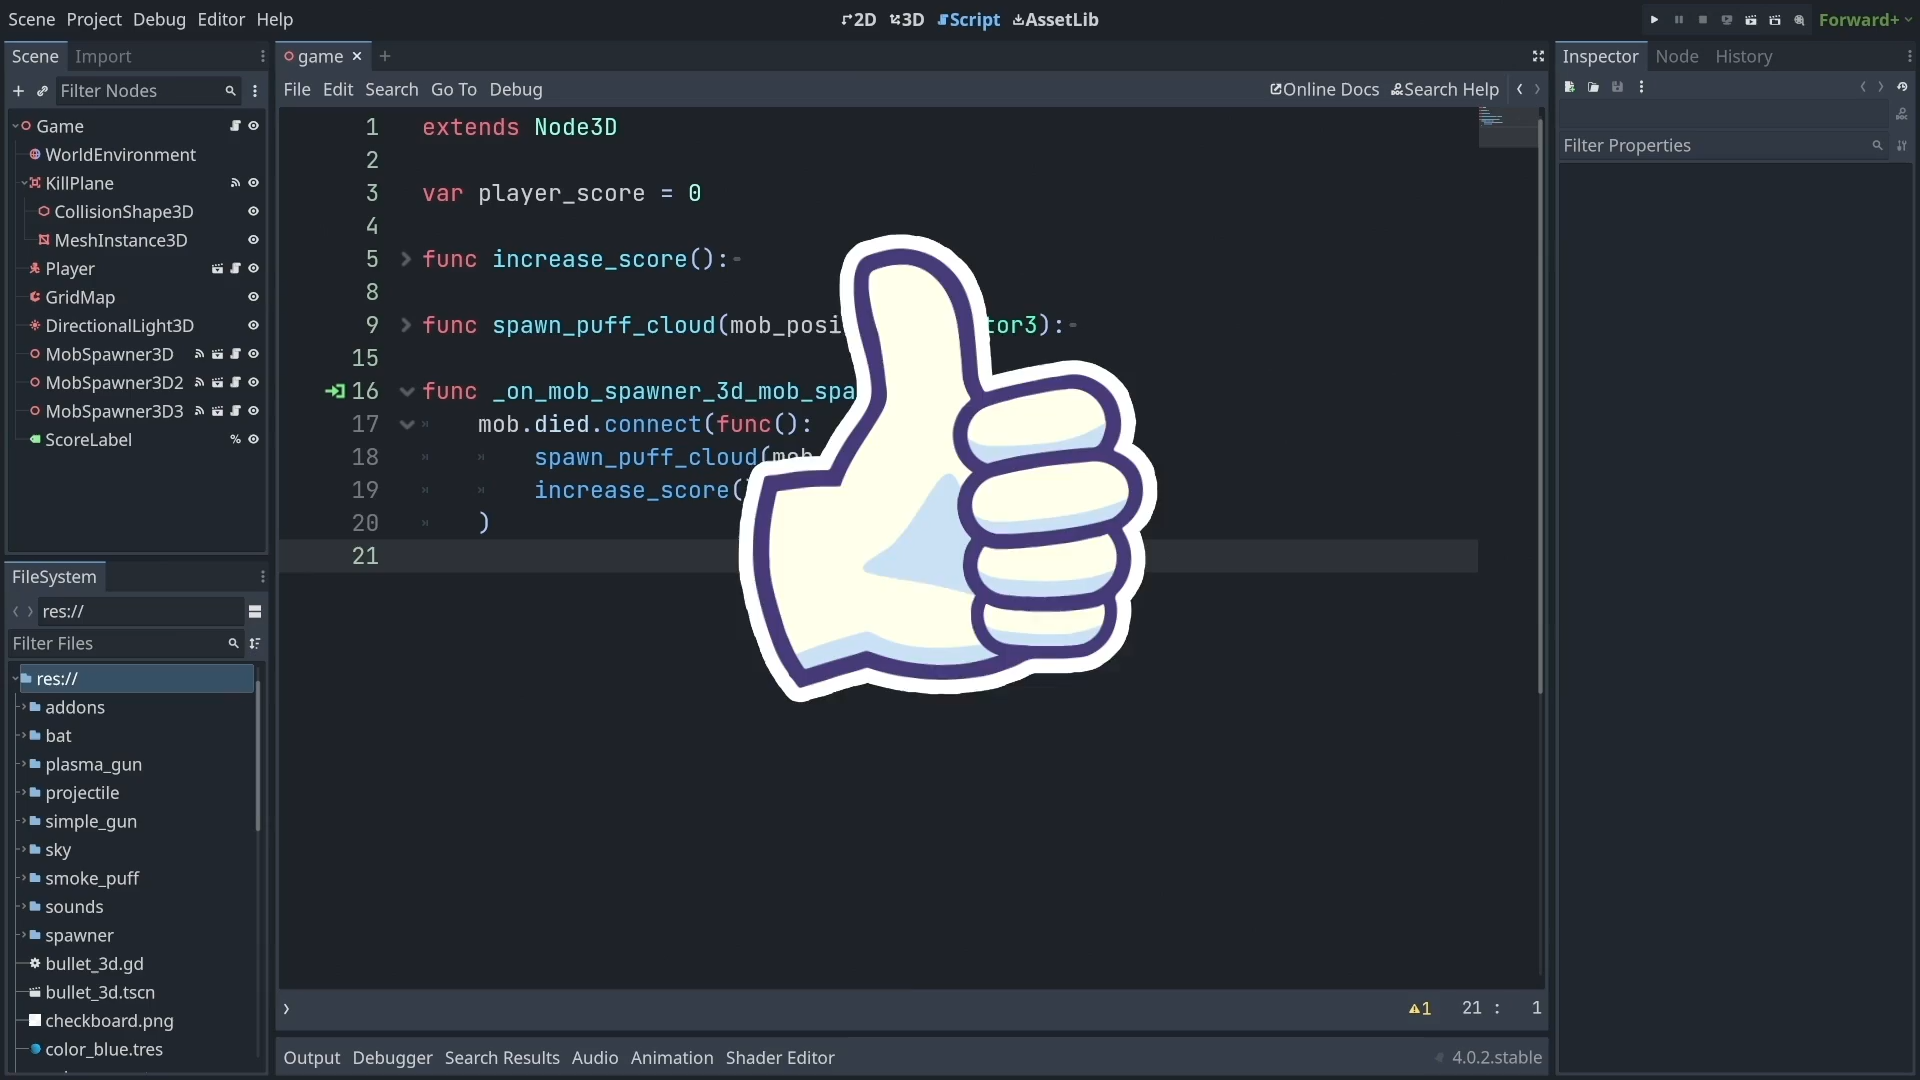 Scene Project Debug Editor Help
2D 3D Script AssetLib
Forward+
Scene Import
game
Inspector Node History
Filter Nodes
File Edit Search Go To Debug
Online Docs Search Help
Filter Properties
Game
WorldEnvironment
KillPlane
CollisionShape3D
MeshInstance3D
Player
GridMap
DirectionalLight3D
MobSpawner3D
MobSpawner3D2
MobSpawner3D3
ScoreLabel %
1 extends Node3D
2
3 var player_score = 0
4
5 func increase_score():
8
9 func spawn_puff_cloud(mob_posi tor3):
15
16 func _on_mob_spawner_3d_mob_spa
17 mob.died.connect(func():
18 spawn_puff_cloud(mob
19 increase_score(
20 )
21
FileSystem
res://
Filter Files
res://
addons
bat
plasma_gun
projectile
simple_gun
sky
smoke_puff
sounds
spawner
bullet_3d.gd
bullet_3d.tscn
checkboard.png
color_blue.tres
1 21 : 1
Output Debugger Search Results Audio Animation Shader Editor
4.0.2.stable